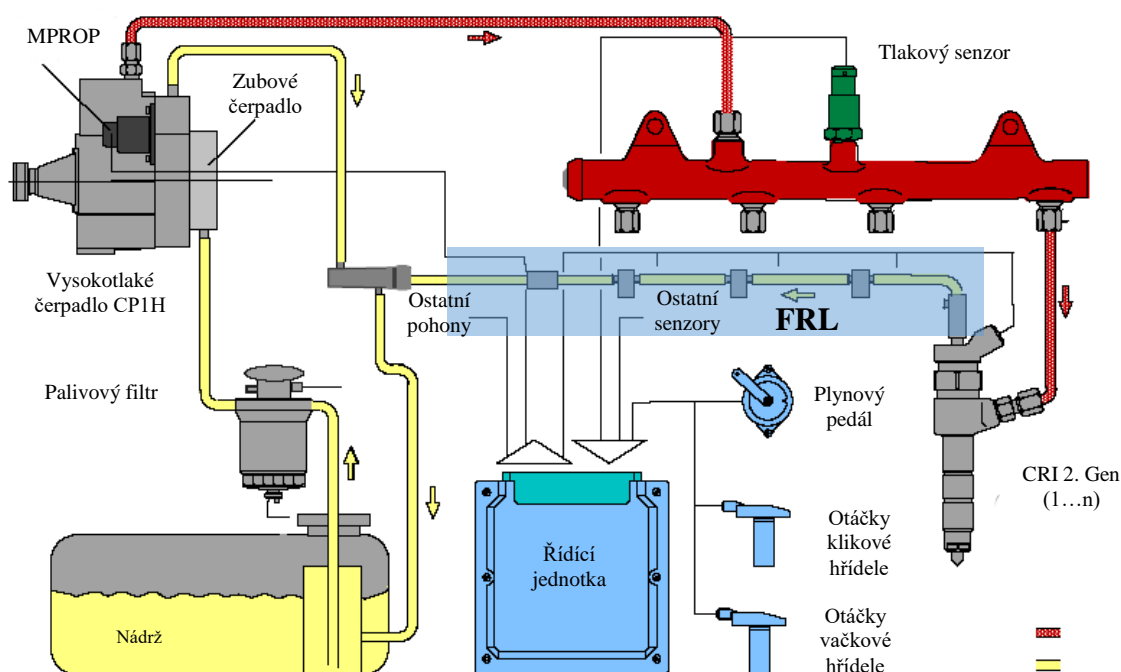 MPROP
Zubové
čerpadlo
Tlakový senzor
Vysokotlaké
čerpadlo CP1H
Ostatní
pohony
Ostatní
senzory
FRL
Palivový filtr
Plynový
pedál
CRI 2. Gen
(1…n)
Otáčky
klikové
hřídele
Řídící
jednotka
Nádrž
Otáčky
vačkové
hřídele